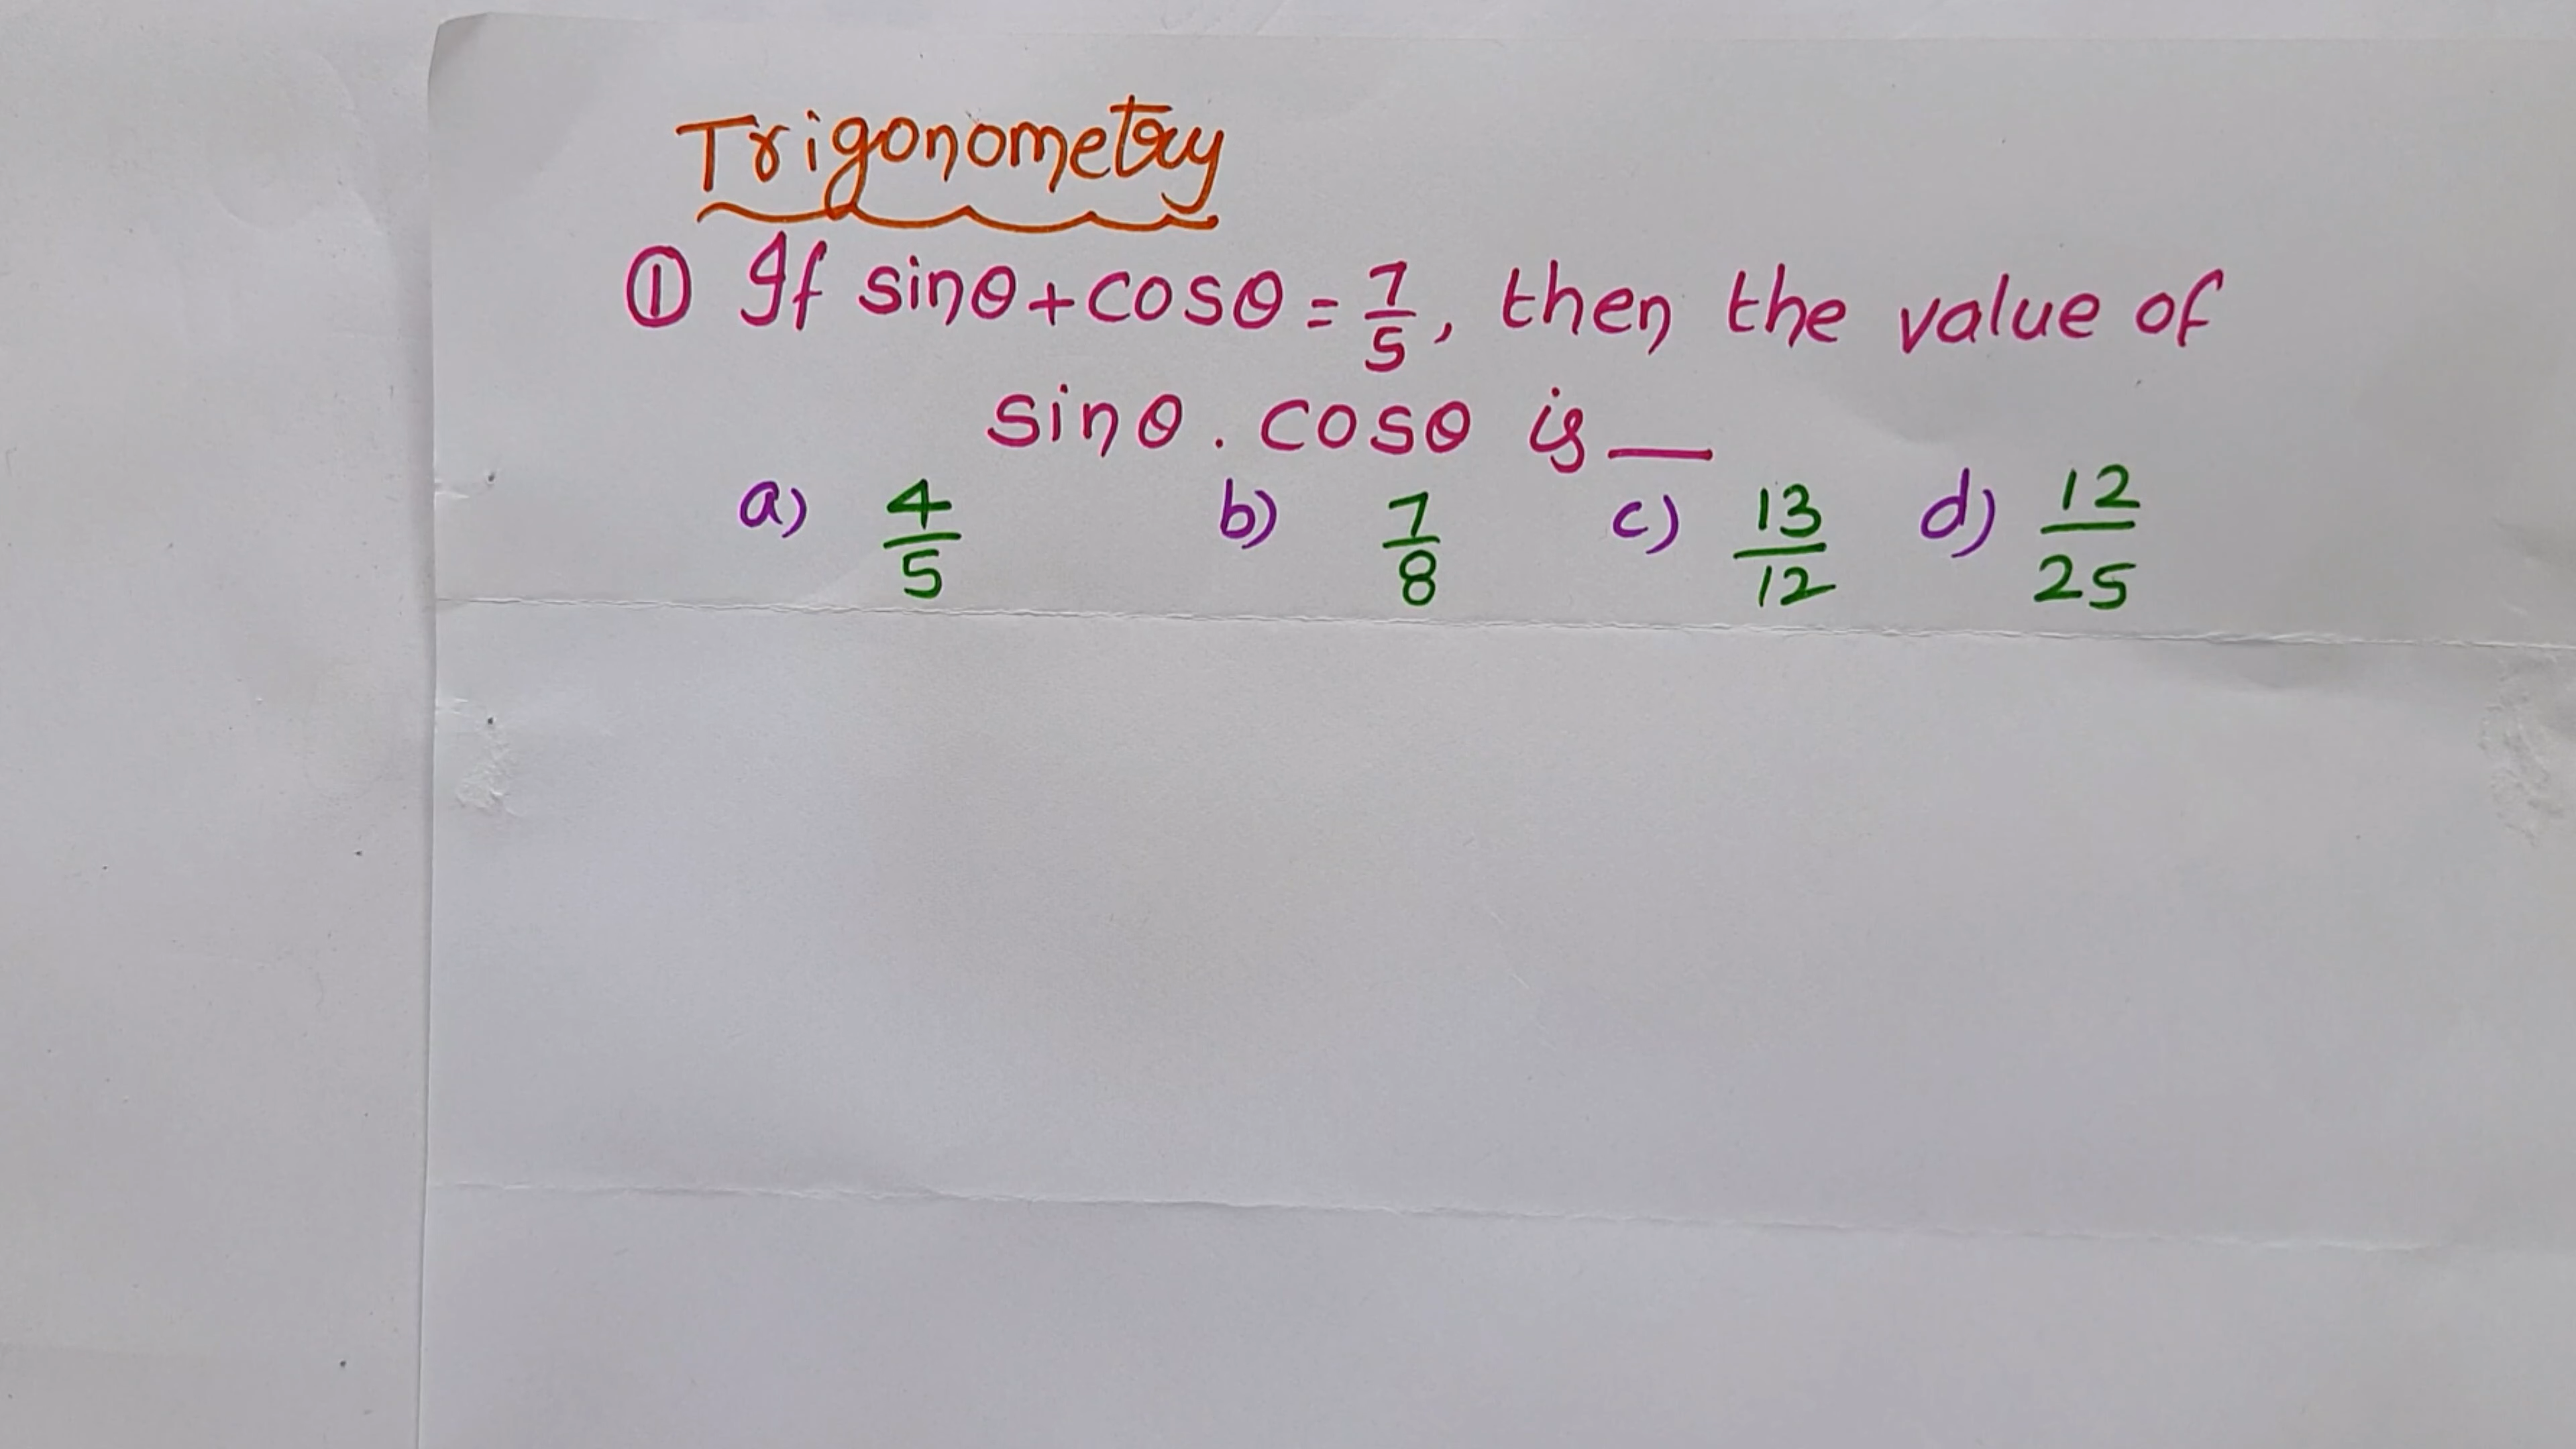 Trigonometry
① If sinθ+cosθ = 7/5, then the value of
sinθ . cosθ is __
a) 4/5 b) 7/8 c) 13/12 d) 12/25